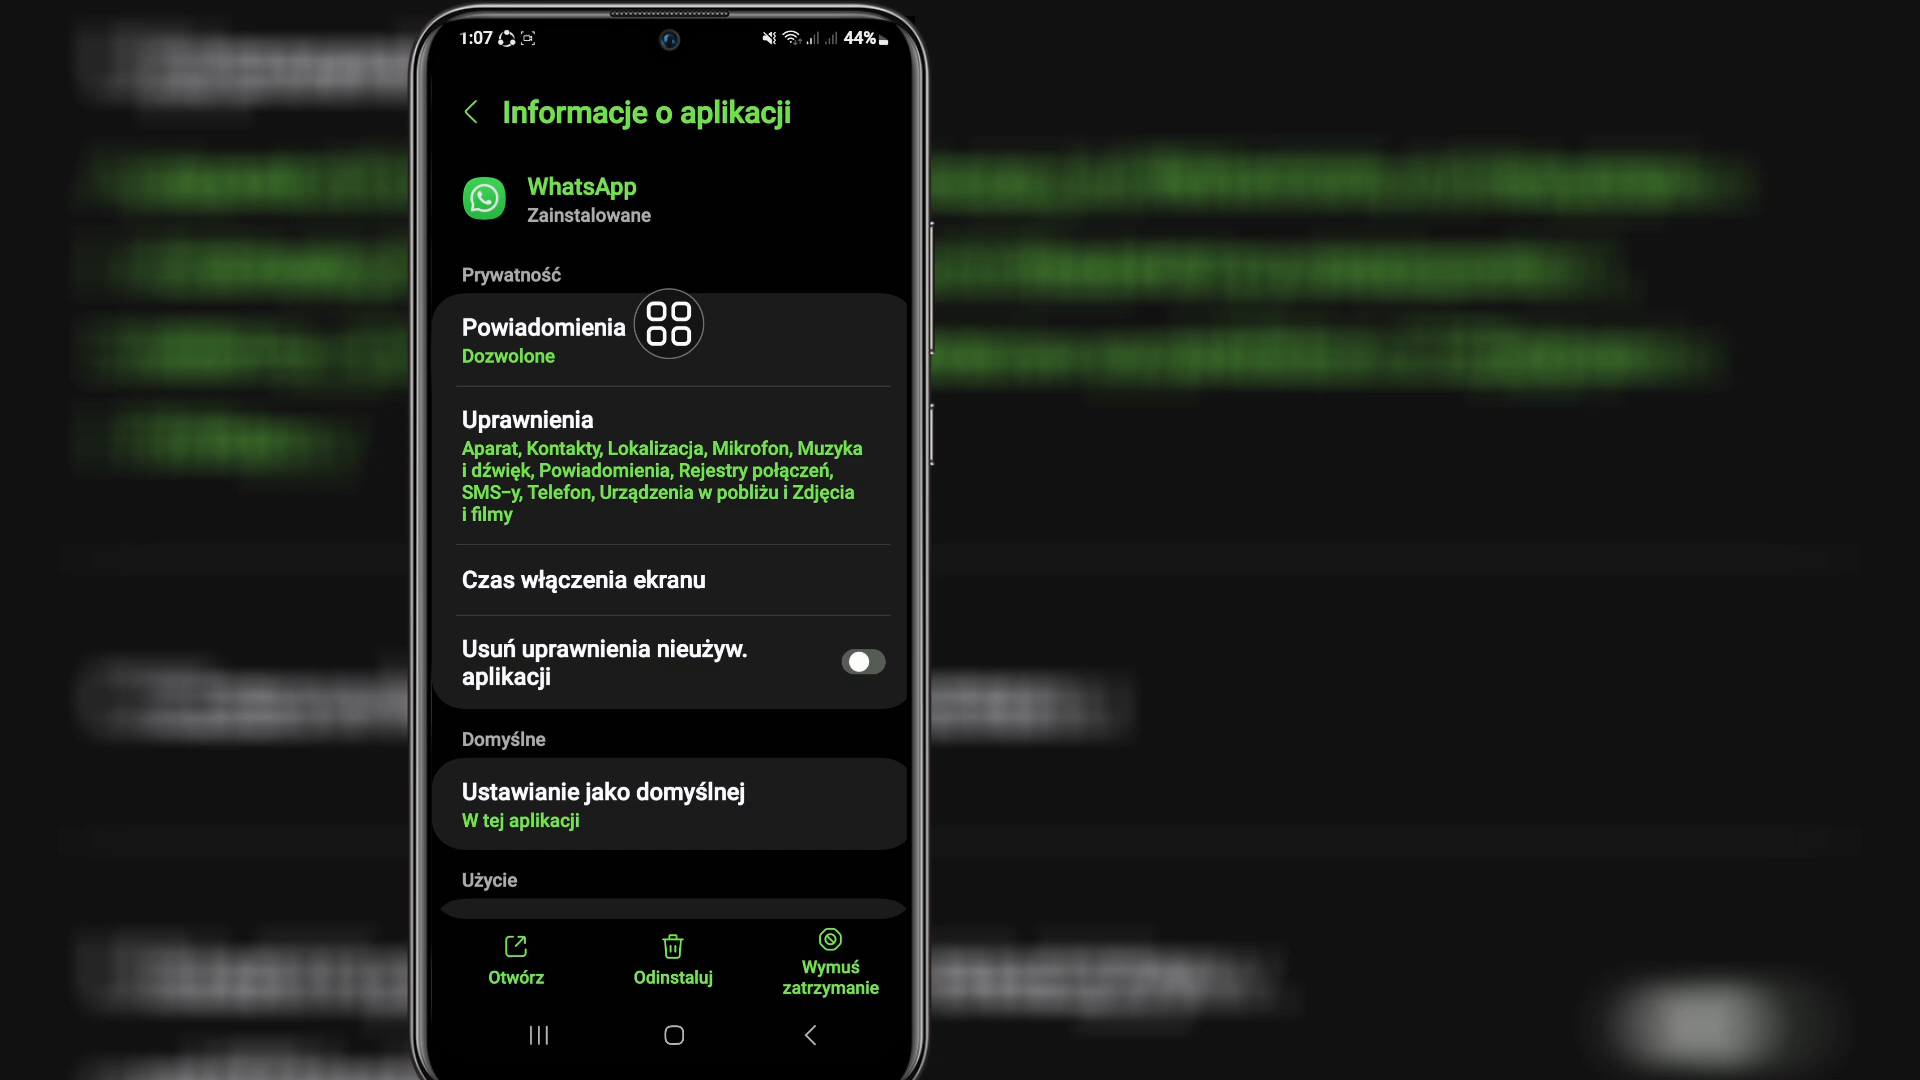 1:07
44%
Informacje o aplikacji
WhatsApp
Zainstalowane
Prywatność
Powiadomienia
Dozwolone
Uprawnienia
Aparat, Kontakty, Lokalizacja, Mikrofon, Muzyka
i dźwięk, Powiadomienia, Rejestry połączeń,
SMS-y, Telefon, Urządzenia w pobliżu i Zdjęcia
i filmy
Czas włączenia ekranu
Usuń uprawnienia nieużyw.
aplikacji
Domyślne
Ustawianie jako domyślnej
W tej aplikacji
Użycie
Otwórz
Odinstaluj
Wymuś
zatrzymanie